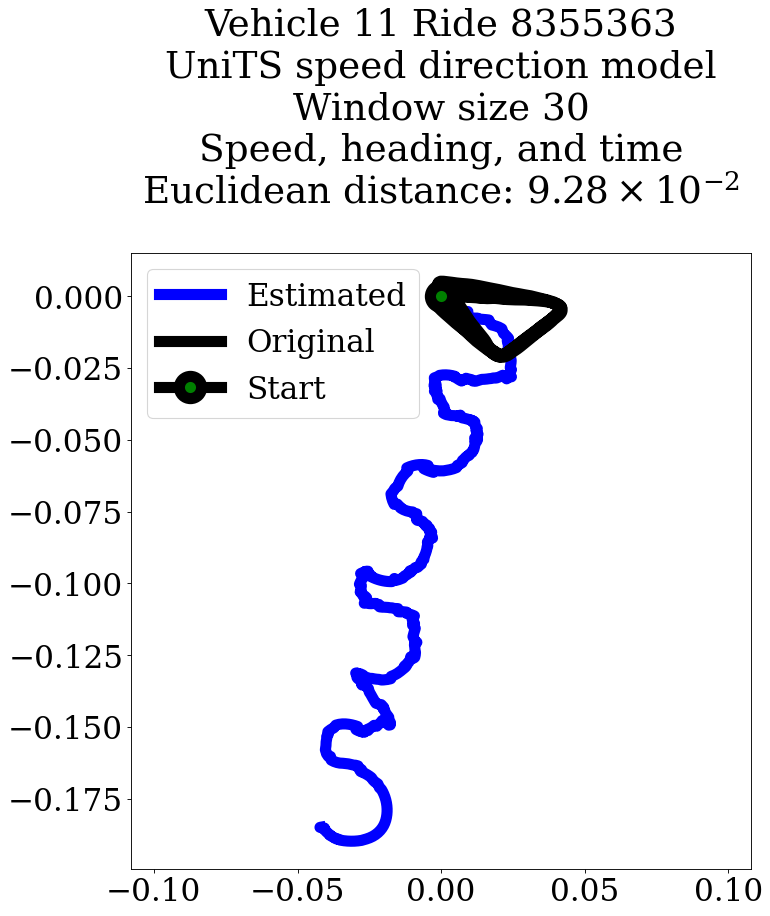 Vehicle 11 Ride 8355363
UniTS speed direction model
Window size 30
Speed, heading, and time
Euclidean distance: 9.28 × 10⁻²
Estimated
Original
Start
0.000
−0.025
−0.050
−0.075
−0.100
−0.125
−0.150
−0.175
−0.10 −0.05 0.00 0.05 0.10